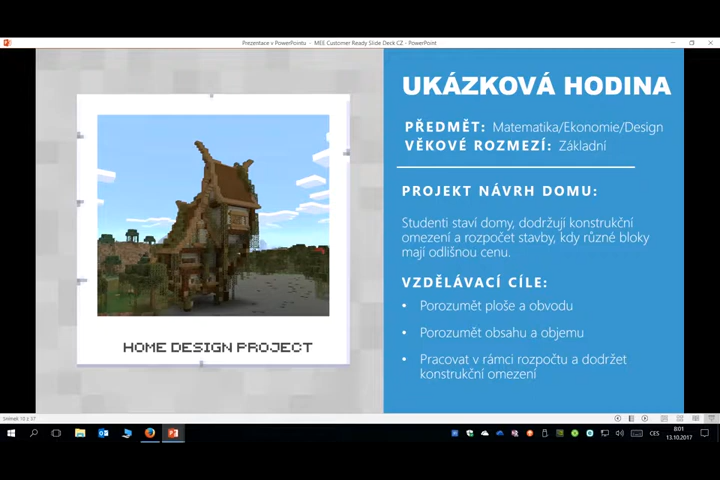 Prezentace v PowerPointu - MEE Customer Ready Slide Deck CZ - PowerPoint
UKÁZKOVÁ HODINA
PŘEDMĚT: Matematika/Ekonomie/Design
VĚKOVÉ ROZMEZÍ: Základní
PROJEKT NÁVRH DOMU:
Studenti staví domy, dodržují konstrukční
omezení a rozpočet stavby, kdy různé bloky
mají odlišnou cenu.
VZDĚLÁVACÍ CÍLE:
• Porozumět ploše a obvodu
• Porozumět obsahu a objemu
• Pracovat v rámci rozpočtu a dodržet
konstrukční omezení
HOME DESIGN PROJECT
Snímek 10 z 37
CES
8:01
13.10.2017